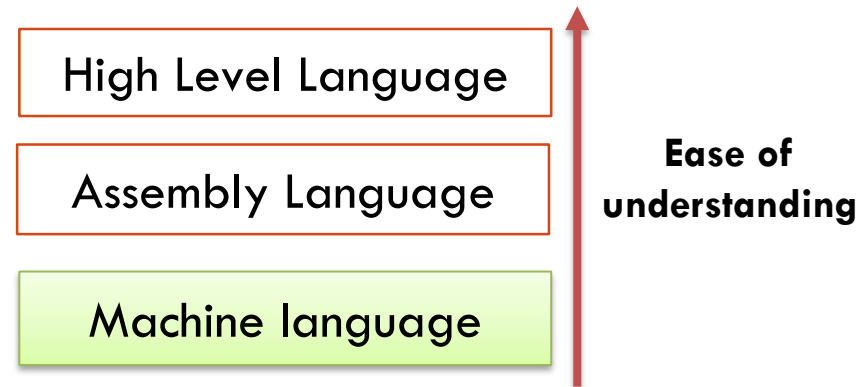 High Level Language
Assembly Language
Machine language
Ease of
understanding